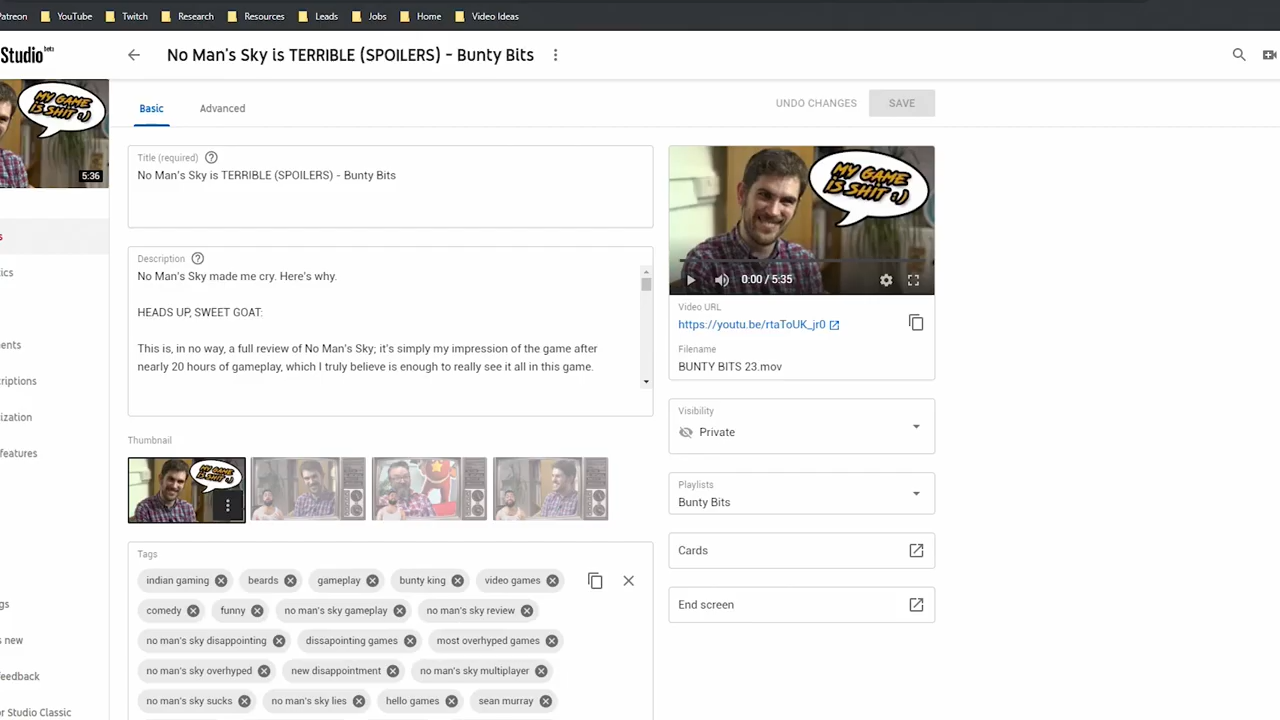 Patreon YouTube Twitch Research Resources Leads Jobs Home Video Ideas
Studio beta
No Man's Sky is TERRIBLE (SPOILERS) - Bunty Bits
MY GAME
IS SHIT :)
5:36
Basic Advanced
UNDO CHANGES SAVE
Title (required)
No Man's Sky is TERRIBLE (SPOILERS) - Bunty Bits
Description
No Man's Sky made me cry. Here's why.
HEADS UP, SWEET GOAT:
This is, in no way, a full review of No Man's Sky; it's simply my impression of the game after
nearly 20 hours of gameplay, which I truly believe is enough to really see it all in this game.
Thumbnail
MY GAME
IS SHIT :)
Tags
indian gaming beards gameplay bunty king video games
comedy funny no man's sky gameplay no man's sky review
no man's sky disappointing dissapointing games most overhyped games
no man's sky overhyped new disappointment no man's sky multiplayer
no man's sky sucks no man's sky lies hello games sean murray
MY GAME
IS SHIT :)
0:00 / 5:35
Video URL
https://youtu.be/rtaToUK_jr0
Filename
BUNTY BITS 23.mov
Visibility
Private
Playlists
Bunty Bits
Cards
End screen
s
ics
ents
criptions
ization
features
gs
s new
feedback
or Studio Classic